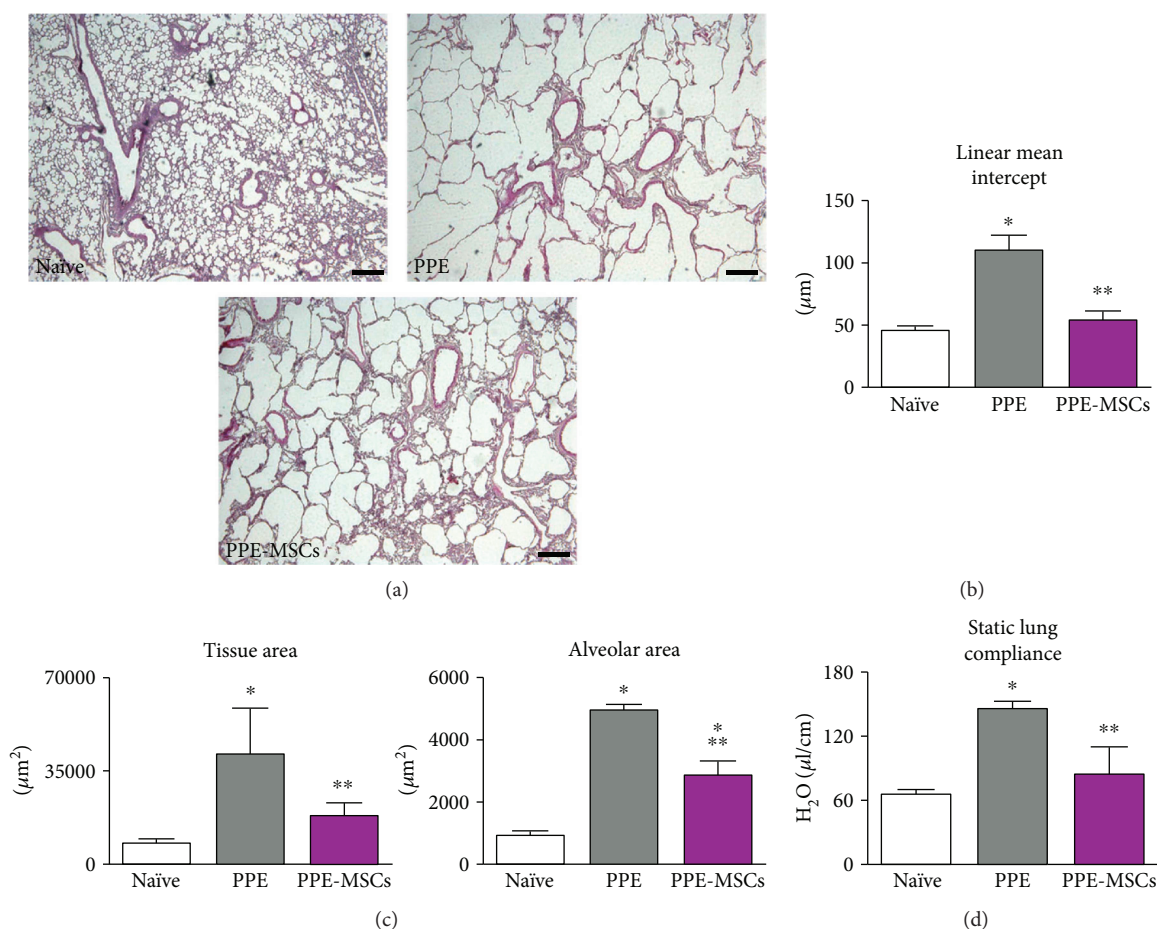 Naïve
PPE
PPE-MSCs
(a)
Linear mean
intercept
150
100
50
0
(μm)
*
**
Naïve PPE PPE-MSCs
(b)
Tissue area
70000
35000
0
(μm²)
*
**
Naïve PPE PPE-MSCs
Alveolar area
6000
4000
2000
0
(μm²)
*
*
**
Naïve PPE PPE-MSCs
(c)
Static lung
compliance
180
120
60
0
H₂O (μl/cm)
*
**
Naïve PPE PPE-MSCs
(d)